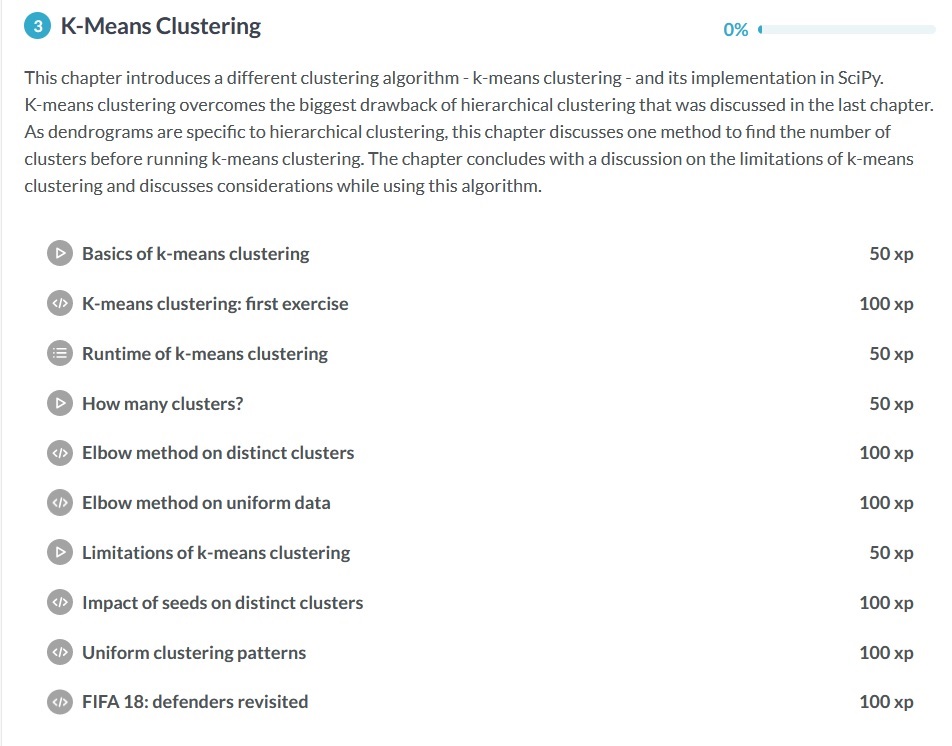 3 K-Means Clustering 0%
This chapter introduces a different clustering algorithm - k-means clustering - and its implementation in SciPy.
K-means clustering overcomes the biggest drawback of hierarchical clustering that was discussed in the last chapter.
As dendrograms are specific to hierarchical clustering, this chapter discusses one method to find the number of
clusters before running k-means clustering. The chapter concludes with a discussion on the limitations of k-means
clustering and discusses considerations while using this algorithm.
Basics of k-means clustering 50 xp
</> K-means clustering: first exercise 100 xp
Runtime of k-means clustering 50 xp
How many clusters? 50 xp
</> Elbow method on distinct clusters 100 xp
</> Elbow method on uniform data 100 xp
Limitations of k-means clustering 50 xp
</> Impact of seeds on distinct clusters 100 xp
</> Uniform clustering patterns 100 xp
</> FIFA 18: defenders revisited 100 xp